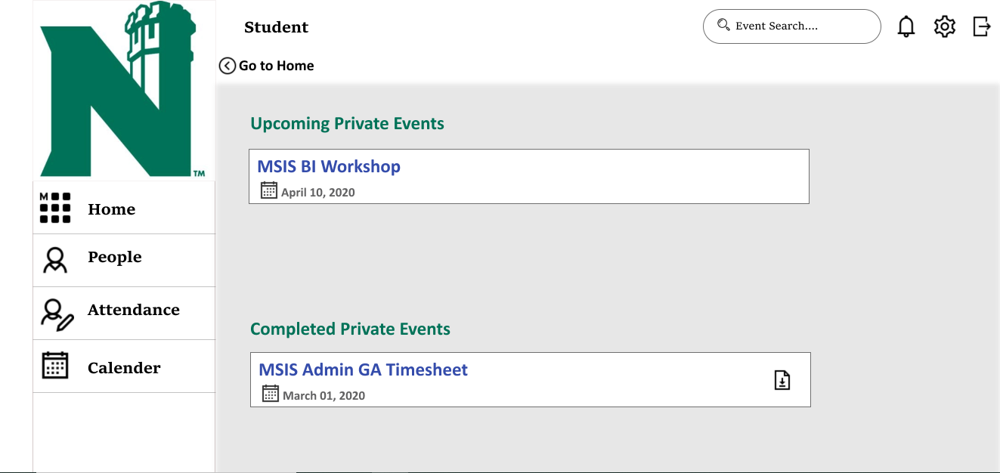 N
TM
Student
Event Search....
Go to Home
Upcoming Private Events
MSIS BI Workshop
April 10, 2020
M
Home
People
Attendance
Calender
Completed Private Events
MSIS Admin GA Timesheet
March 01, 2020